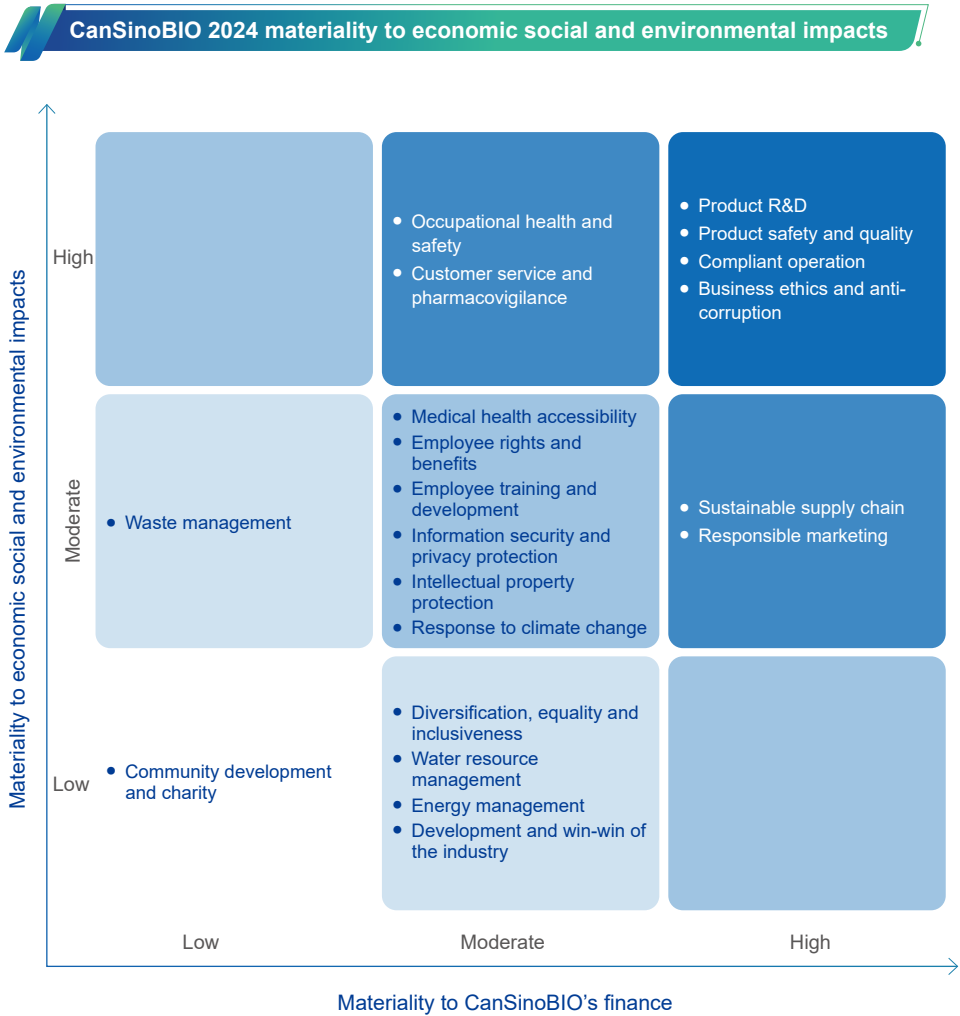 CanSinoBIO 2024 materiality to economic social and environmental impacts
Materiality to economic social and environmental impacts
High
Occupational health and
safety
Customer service and
pharmacovigilance
Product R&D
Product safety and quality
Compliant operation
Business ethics and anti-
corruption
Moderate
Waste management
Medical health accessibility
Employee rights and
benefits
Employee training and
development
Information security and
privacy protection
Intellectual property
protection
Response to climate change
Sustainable supply chain
Responsible marketing
Low
Community development
and charity
Diversification, equality and
inclusiveness
Water resource
management
Energy management
Development and win-win of
the industry
Low
Moderate
High
Materiality to CanSinoBIO’s finance